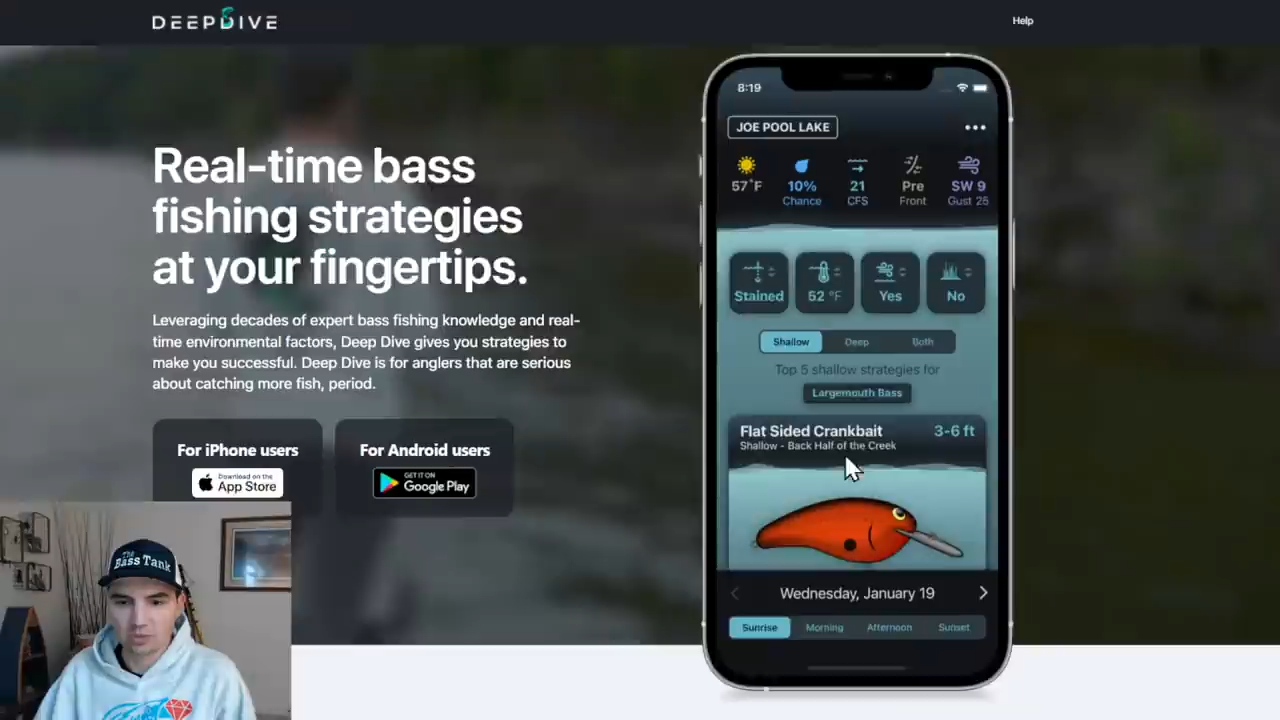 DEEPDIVE
Help
Real-time bass
fishing strategies
at your fingertips.
Leveraging decades of expert bass fishing knowledge and real-
time environmental factors, Deep Dive gives you strategies to
make you successful. Deep Dive is for anglers that are serious
about catching more fish, period.
For iPhone users
Download on the
App Store
For Android users
GET IT ON
Google Play
8:19
JOE POOL LAKE
57°F
10%
Chance
21
CFS
Pre
Front
SW 9
Gust 25
Stained
52 °F
Yes
No
Shallow
Deep
Both
Top 5 shallow strategies for
Largemouth Bass
Flat Sided Crankbait
3-6 ft
Shallow - Back Half of the Creek
Wednesday, January 19
Sunrise
Morning
Afternoon
Sunset
The
Bass Tank